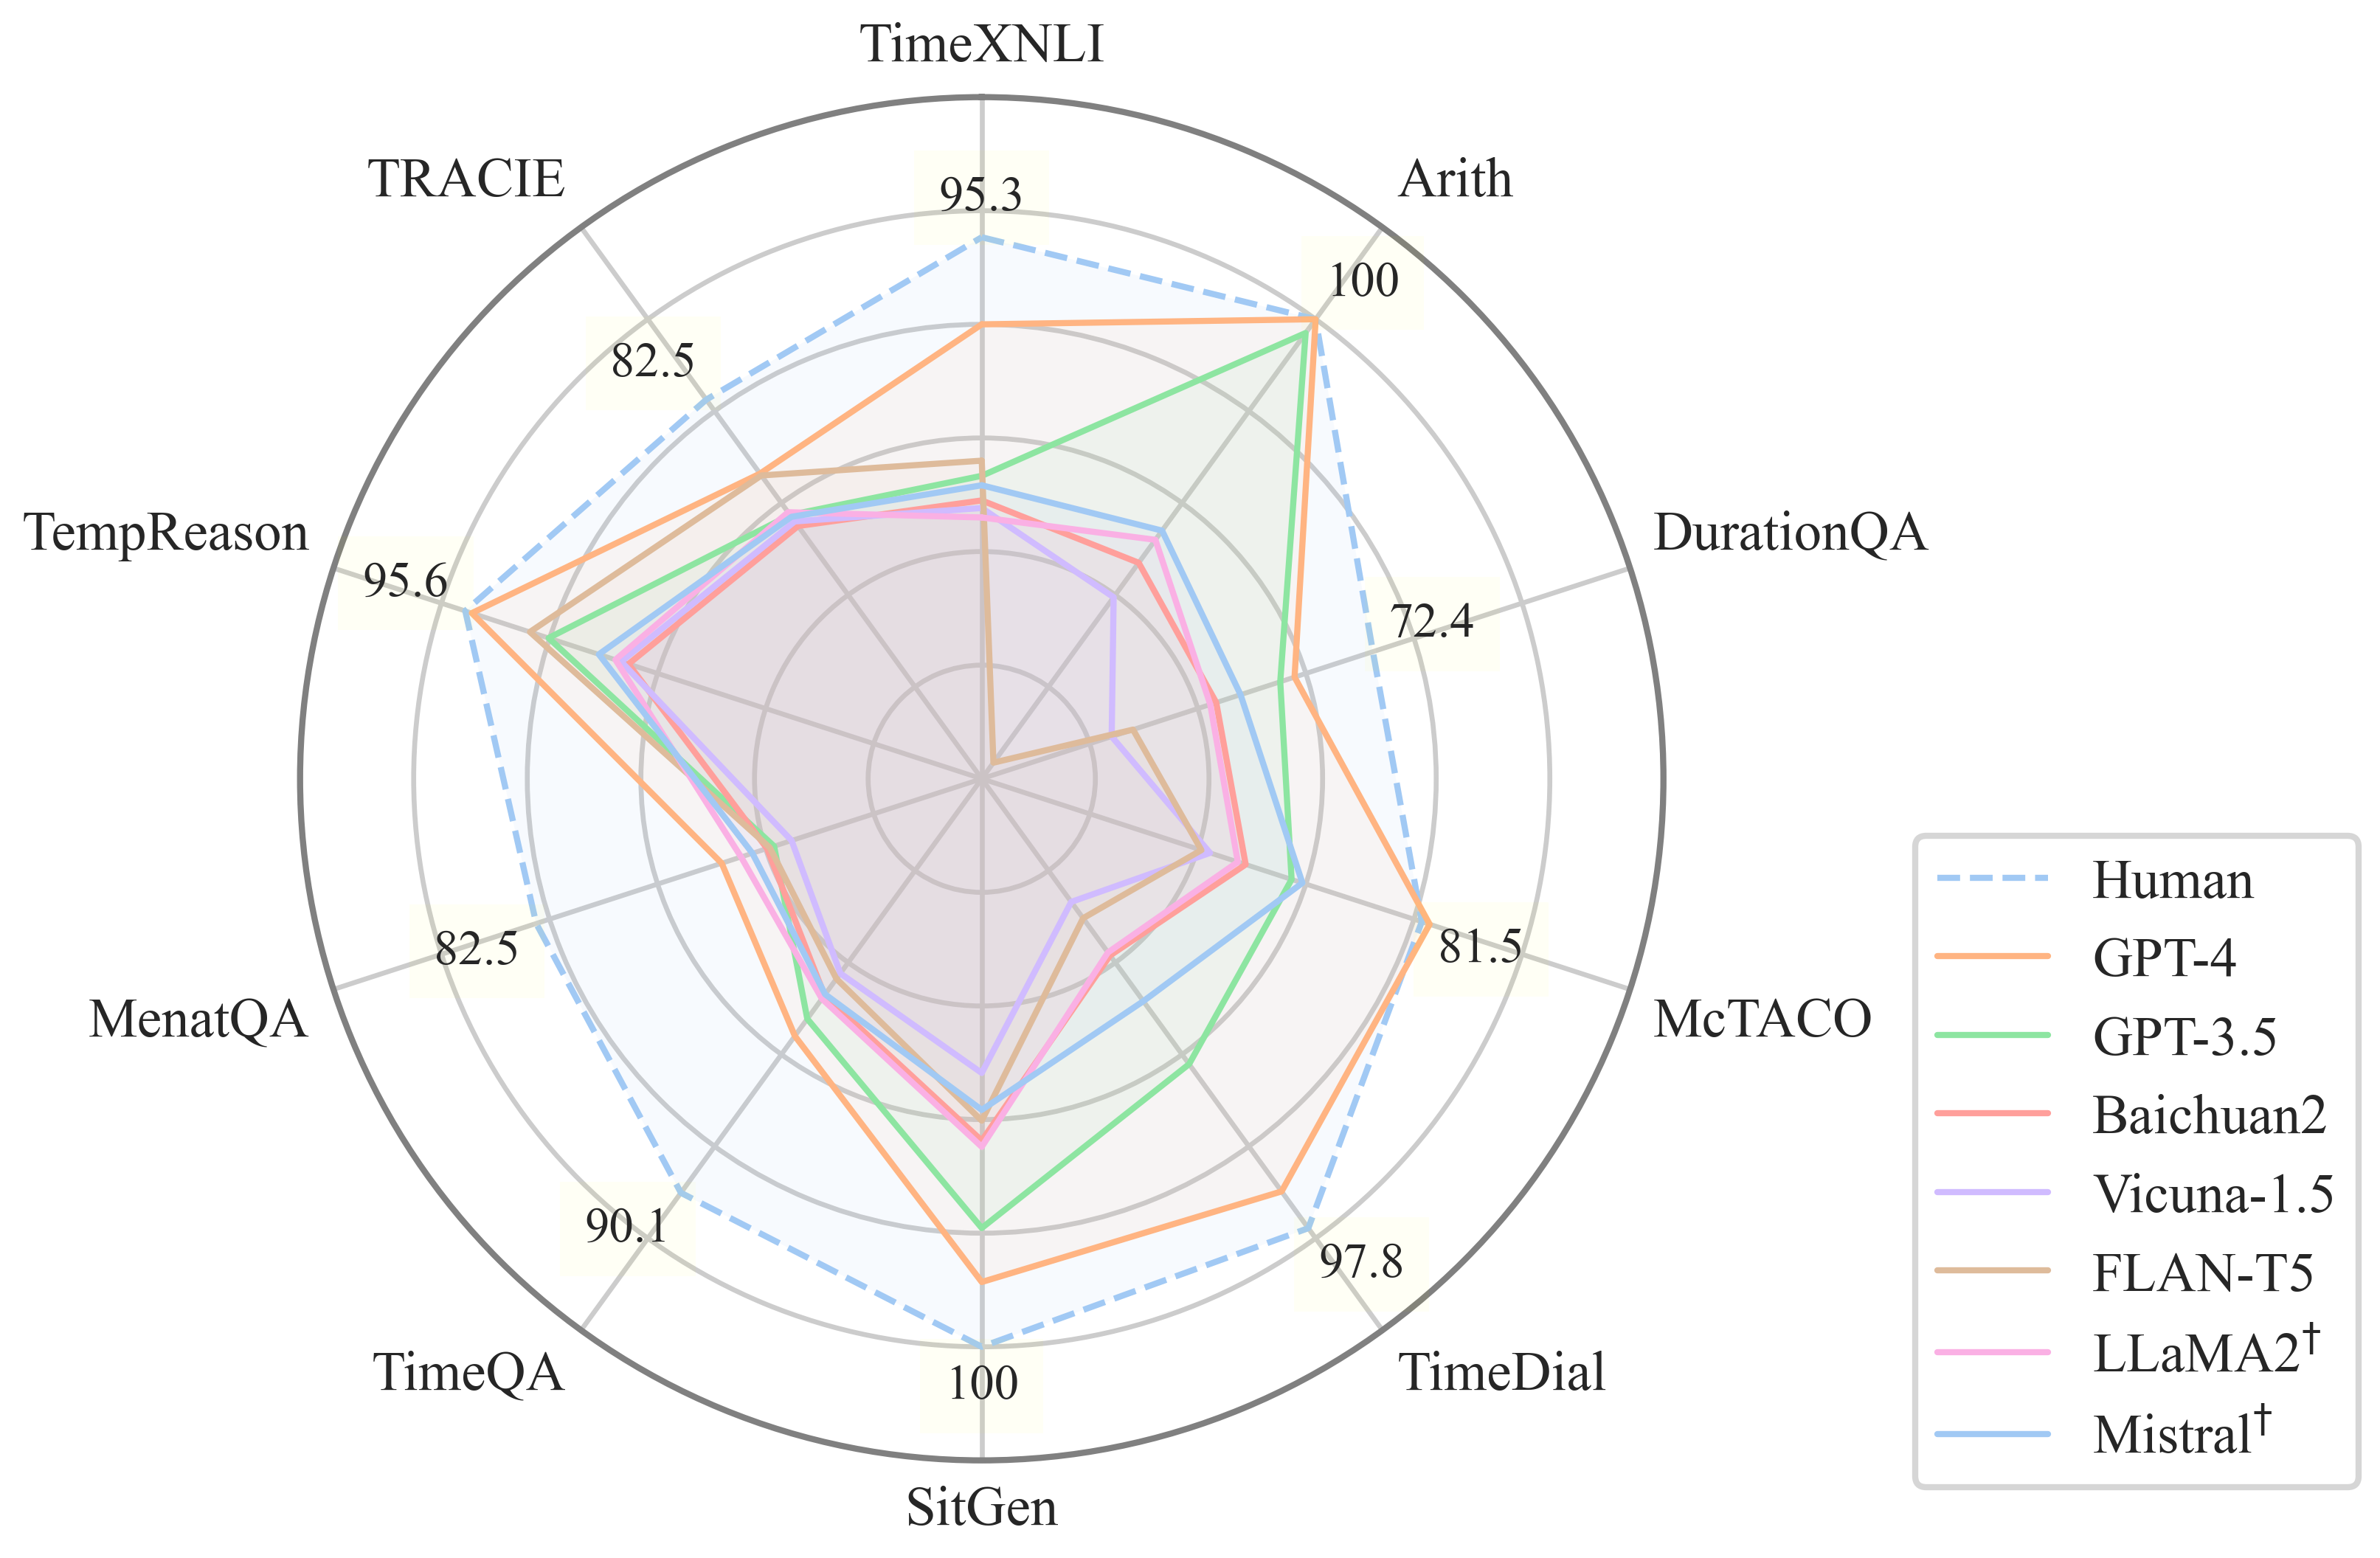 TimeXNLI
TRACIE
Arith
95.3
100
82.5
TempReason
DurationQA
95.6
72.4
82.5
81.5
MenatQA
McTACO
90.1
97.8
TimeQA
100
TimeDial
SitGen
Human
GPT-4
GPT-3.5
Baichuan2
Vicuna-1.5
FLAN-T5
LLaMA2†
Mistral†